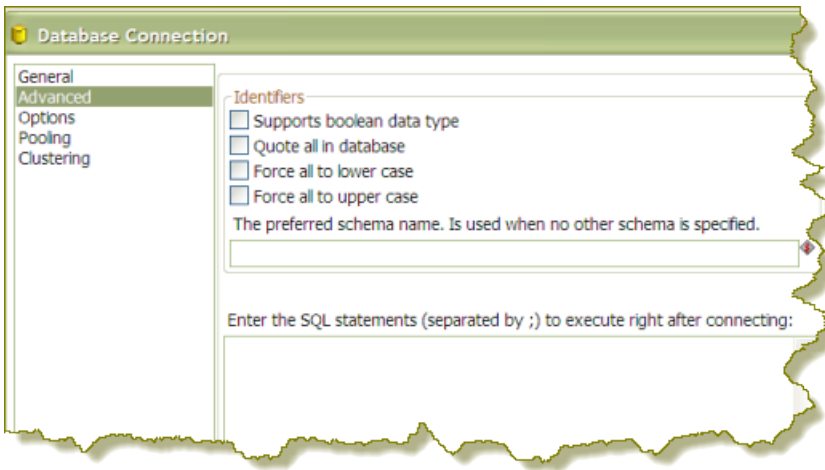 Database Connection
General
Advanced
Options
Pooling
Clustering
Identifiers
Supports boolean data type
Quote all in database
Force all to lower case
Force all to upper case
The preferred schema name. Is used when no other schema is specified.
Enter the SQL statements (separated by ;) to execute right after connecting: